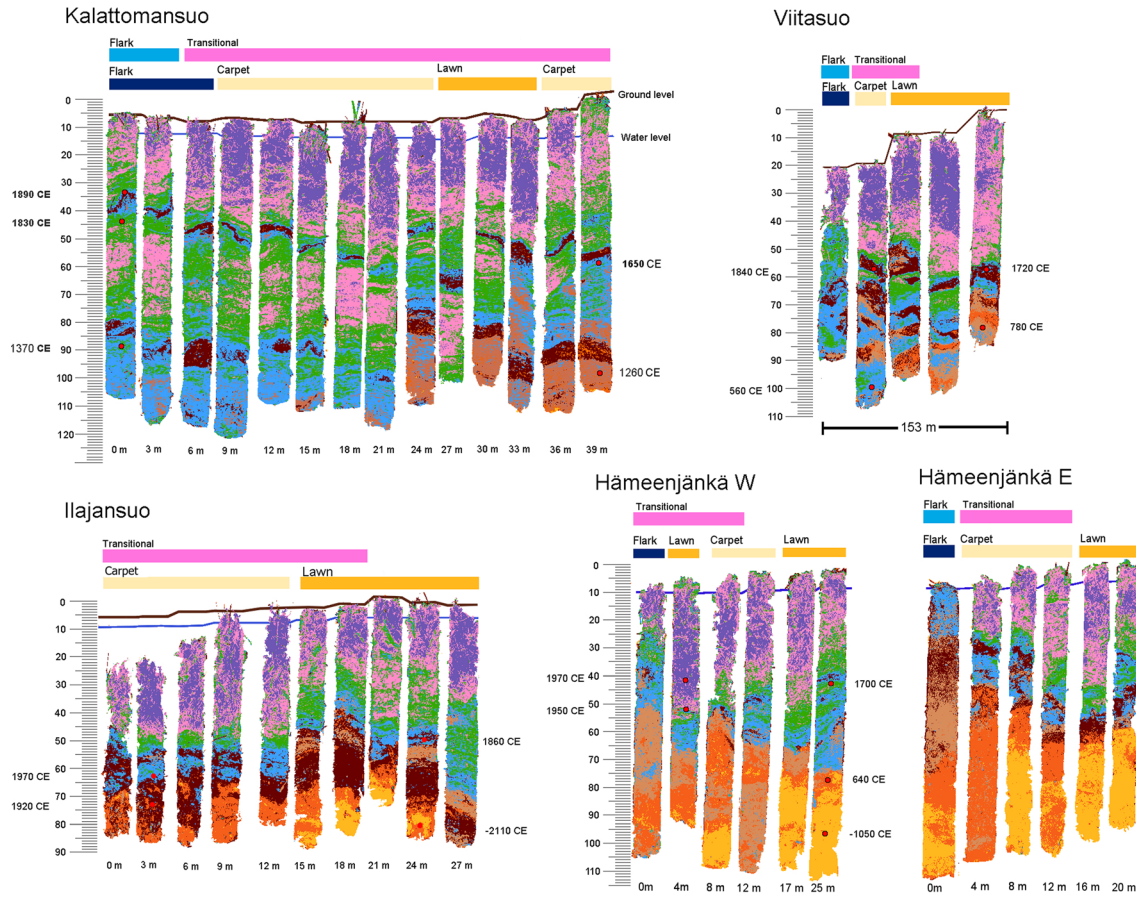 Kalattomansuo
Viitasuo
Flark
Transitional
Flark
Carpet
Lawn
Carpet
Ground level
Water level
0
10
20
30
40
50
60
70
80
90
100
110
120
1890 CE
1830 CE
1370 CE
1650 CE
1260 CE
0 m 3 m 6 m 9 m 12 m 15 m 18 m 21 m 24 m 27 m 30 m 33 m 36 m 39 m
Flark
Transitional
Flark
Carpet
Lawn
0
10
20
30
40
50
60
70
80
90
100
110
1840 CE
560 CE
1720 CE
780 CE
153 m
Ilajansuo
Transitional
Carpet
Lawn
0
10
20
30
40
50
60
70
80
90
1970 CE
1920 CE
1860 CE
-2110 CE
0 m 3 m 6 m 9 m 12 m 15 m 18 m 21 m 24 m 27 m
Hämeenjänkä W
Transitional
Flark
Lawn
Carpet
Lawn
0
10
20
30
40
50
60
70
80
90
100
110
1970 CE
1950 CE
1700 CE
640 CE
-1050 CE
0m 4m 8 m 12 m 17 m 25 m
Hämeenjänkä E
Flark
Transitional
Flark
Carpet
Lawn
0m 4 m 8 m 12 m 16 m 20 m